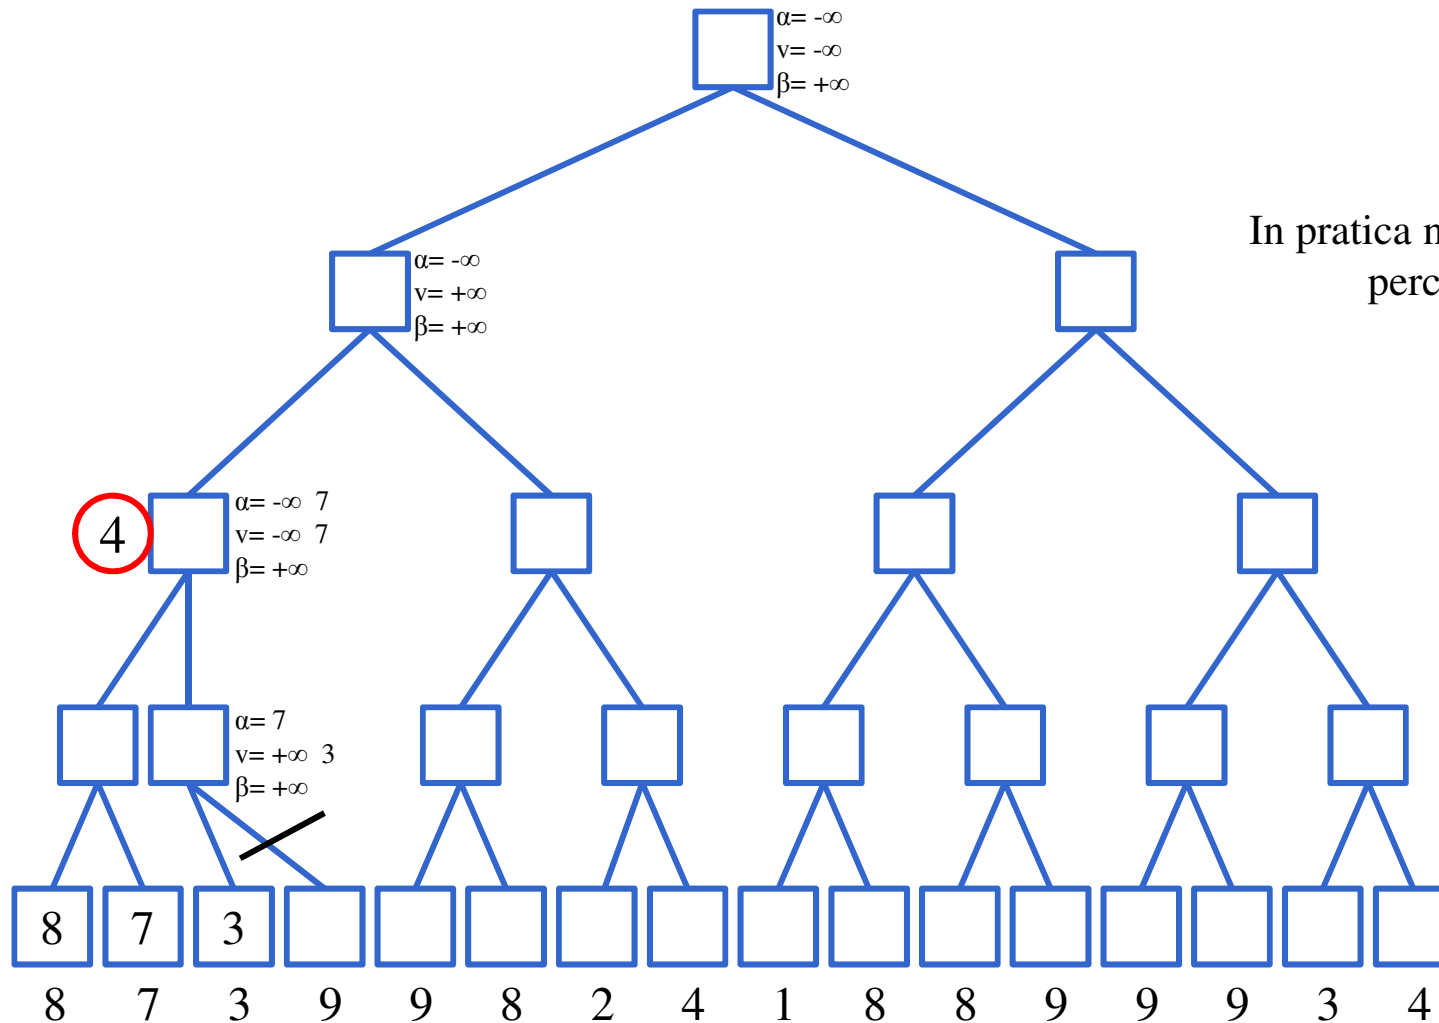 α= -∞
v= -∞
β= +∞
In pratica
α= -∞
v= +∞
β= +∞
4
α= -∞ 7
v= -∞ 7
β= +∞
α= 7
v= +∞ 3
β= +∞
8 7 3
8 7 3 9 9 8 2 4 1 8 8 9 9 9 3 4